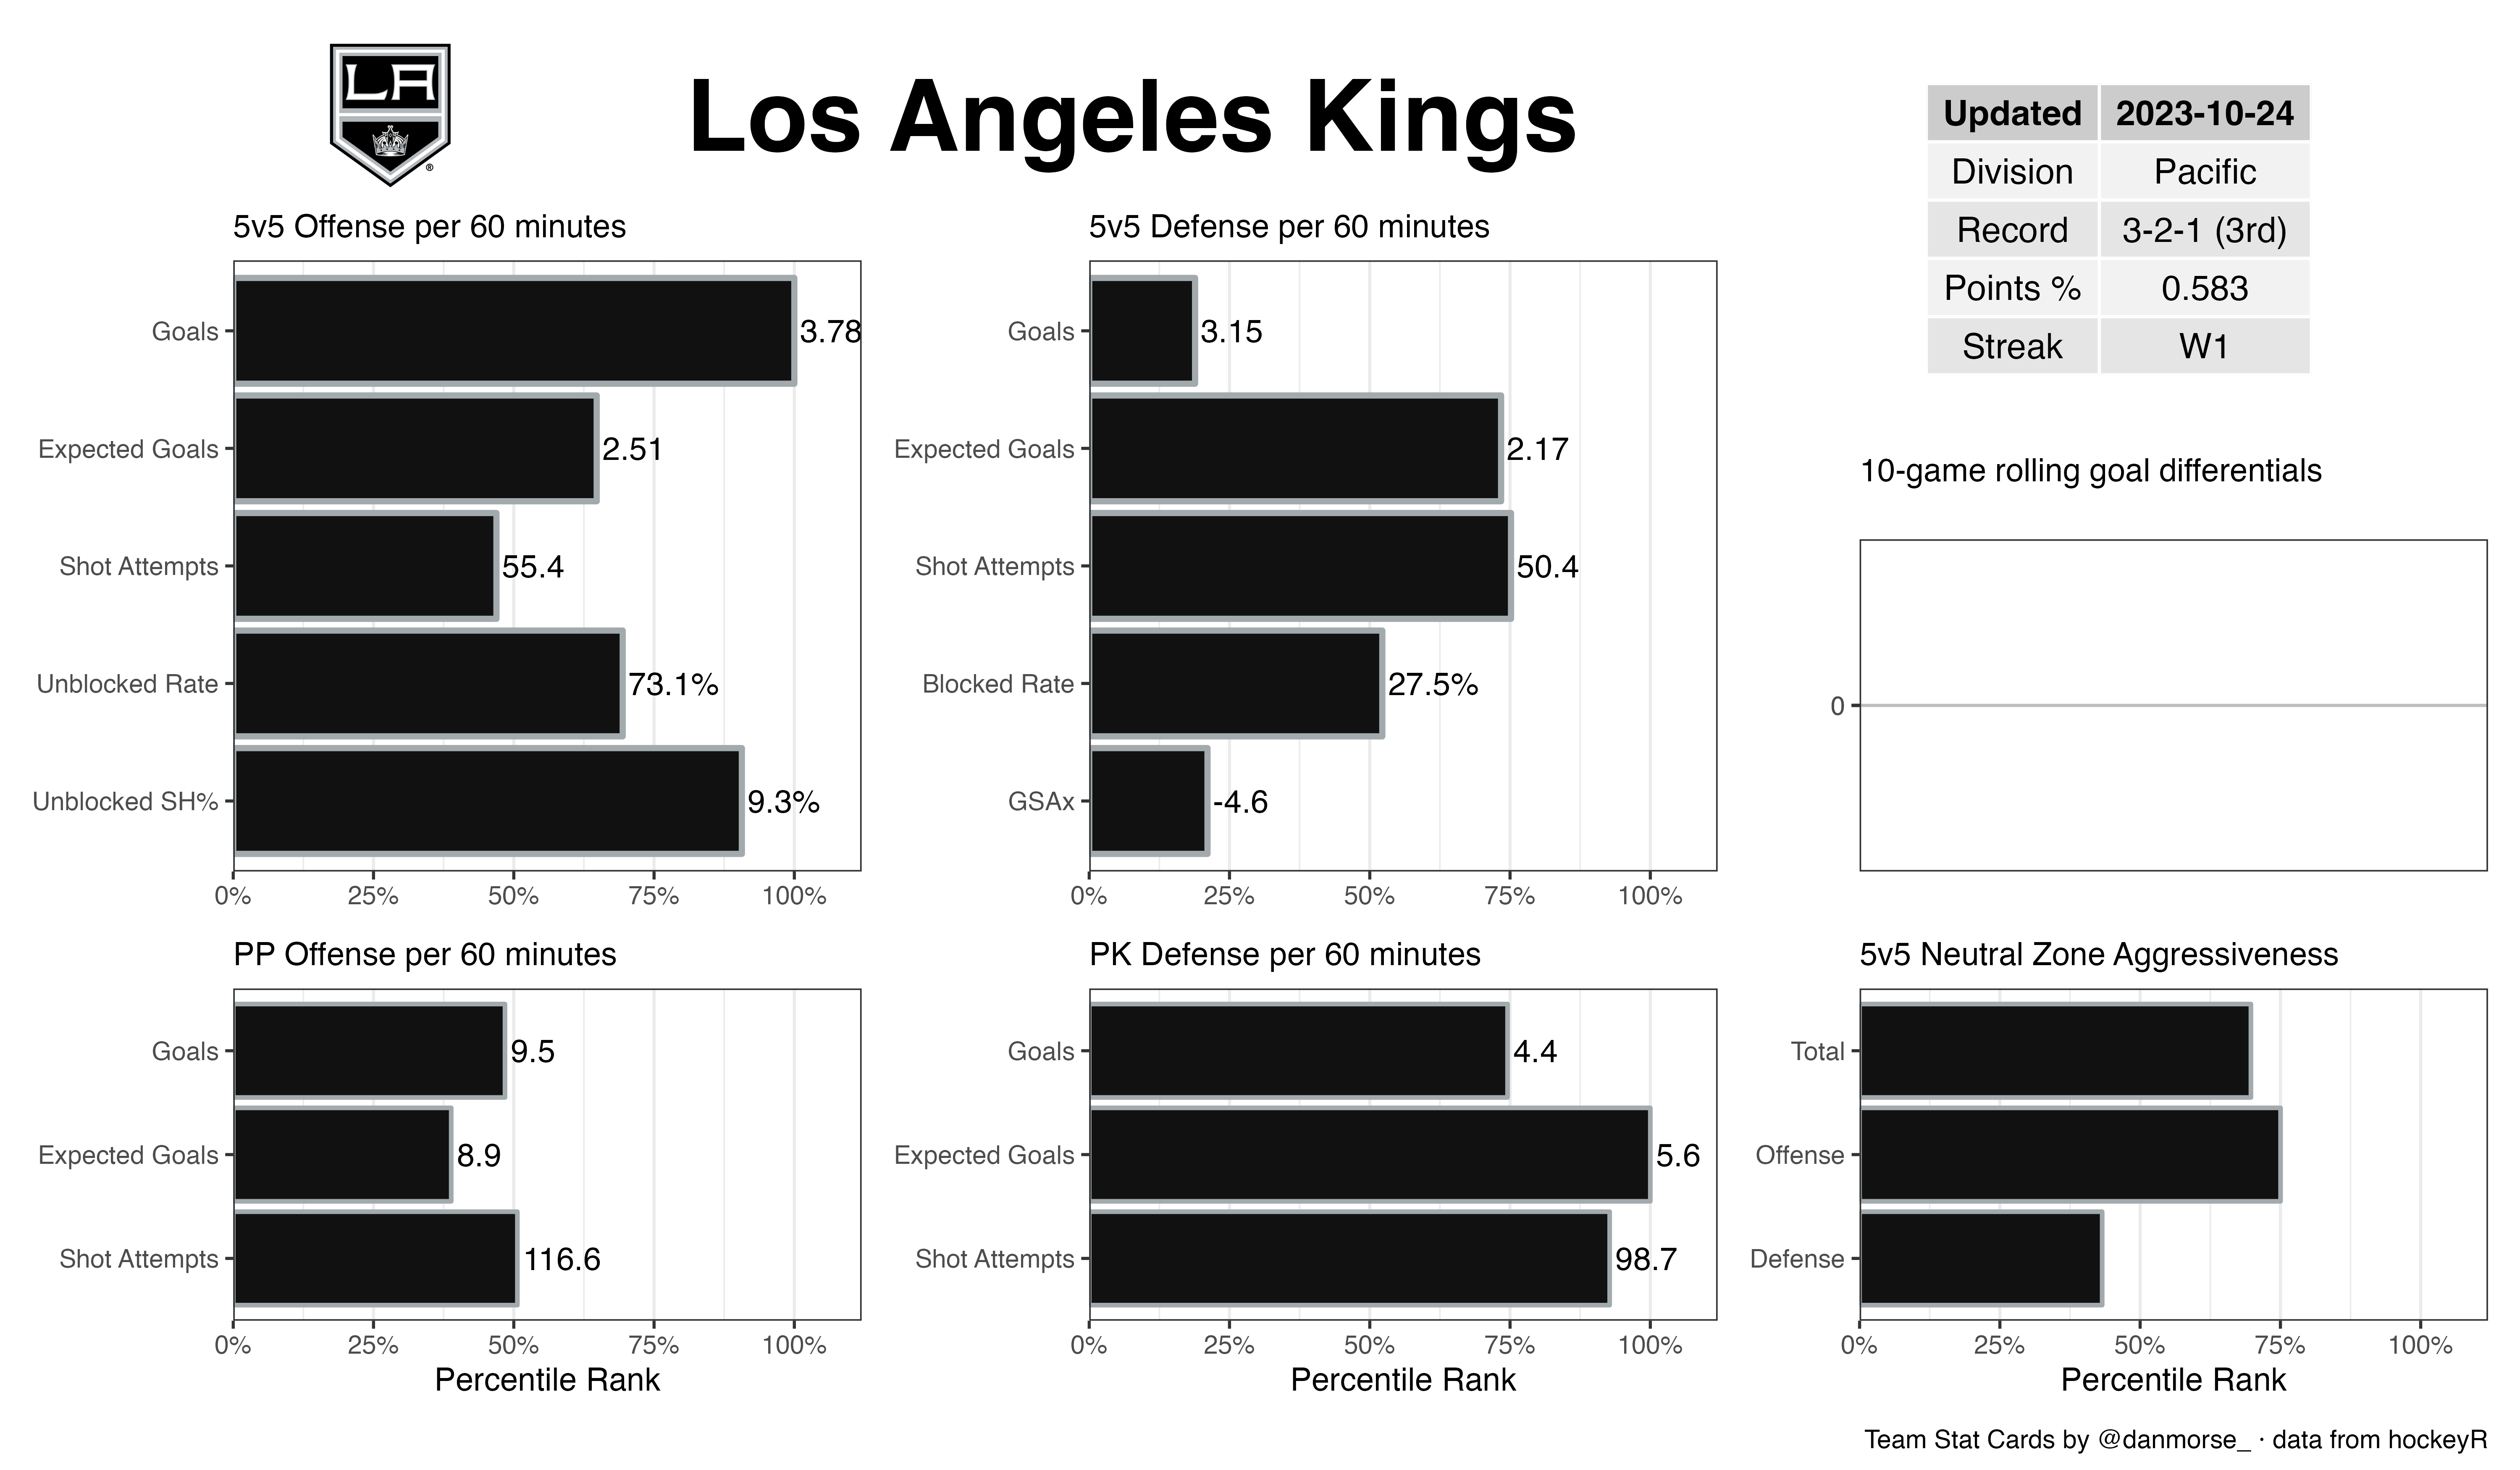 LA
®
Los Angeles Kings
Updated 2023-10-24
Division Pacific
Record 3-2-1 (3rd)
Points % 0.583
Streak W1
5v5 Offense per 60 minutes
Goals 3.78
Expected Goals 2.51
Shot Attempts 55.4
Unblocked Rate 73.1%
Unblocked SH% 9.3%
0% 25% 50% 75% 100%
5v5 Defense per 60 minutes
Goals 3.15
Expected Goals 2.17
Shot Attempts 50.4
Blocked Rate 27.5%
GSAx -4.6
0% 25% 50% 75% 100%
10-game rolling goal differentials
0
PP Offense per 60 minutes
Goals 9.5
Expected Goals 8.9
Shot Attempts 116.6
0% 25% 50% 75% 100%
Percentile Rank
PK Defense per 60 minutes
Goals 4.4
Expected Goals 5.6
Shot Attempts 98.7
0% 25% 50% 75% 100%
Percentile Rank
5v5 Neutral Zone Aggressiveness
Total
Offense
Defense
0% 25% 50% 75% 100%
Percentile Rank
Team Stat Cards by @danmorse_ · data from hockeyR